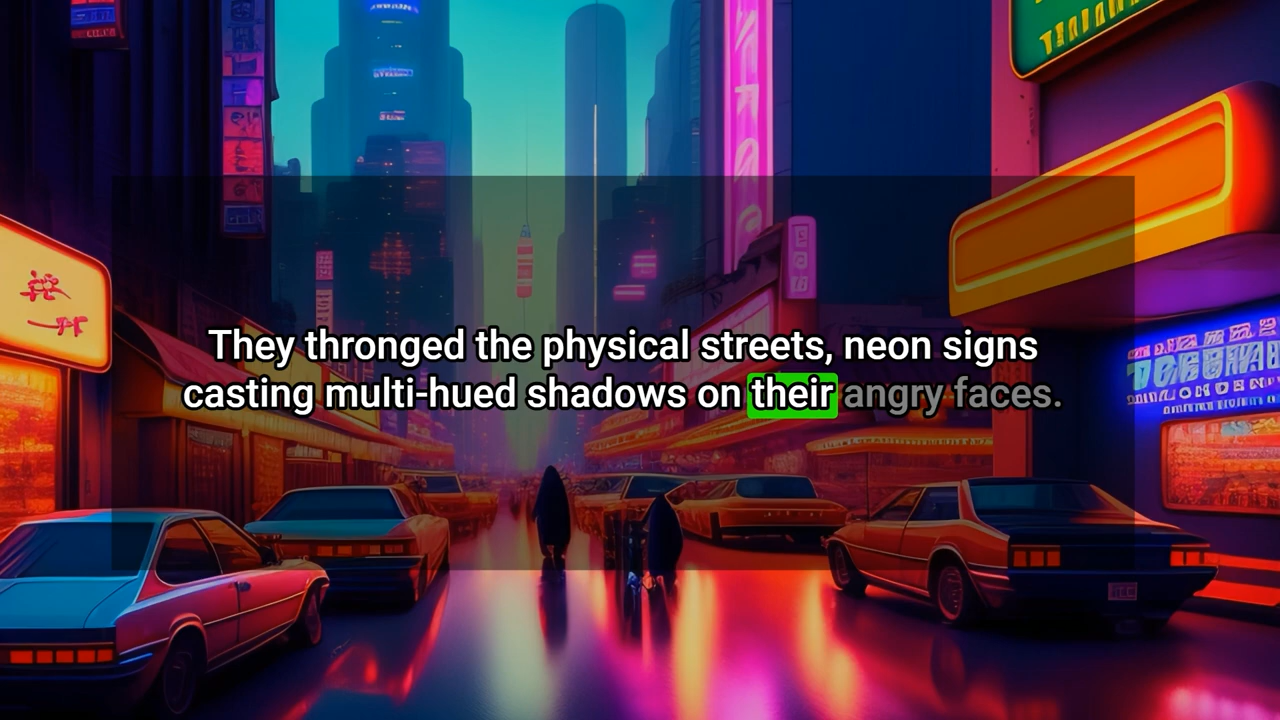 They thronged the physical streets, neon signs
casting multi-hued shadows on their angry faces.